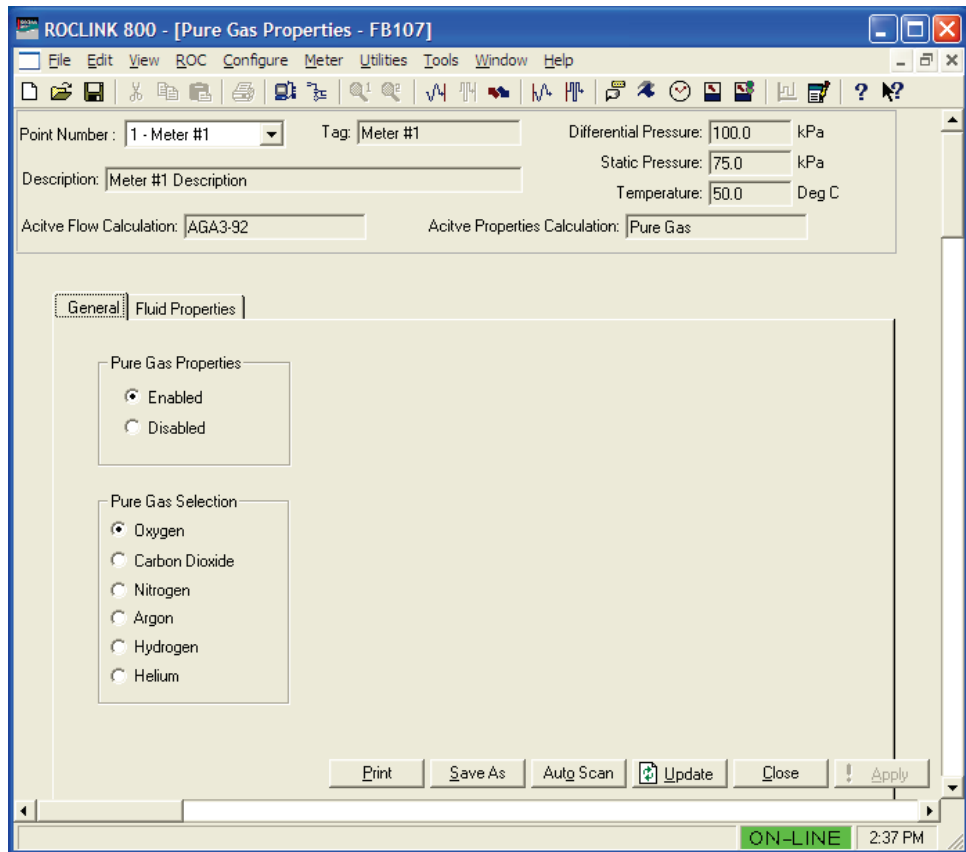 ROCLINK 800 - [Pure Gas Properties - FB107]
File Edit View ROC Configure Meter Utilities Tools Window Help
Point Number : 1 - Meter #1 Tag: Meter #1 Differential Pressure: 100.0 kPa
Static Pressure: 75.0 kPa
Description: Meter #1 Description
Temperature: 50.0 Deg C
Acitve Flow Calculation: AGA3-92 Acitve Properties Calculation: Pure Gas
General Fluid Properties
Pure Gas Properties
Enabled
Disabled
Pure Gas Selection
Oxygen
Carbon Dioxide
Nitrogen
Argon
Hydrogen
Helium
Print Save As Auto Scan Update Close ! Apply
ON-LINE 2:37 PM